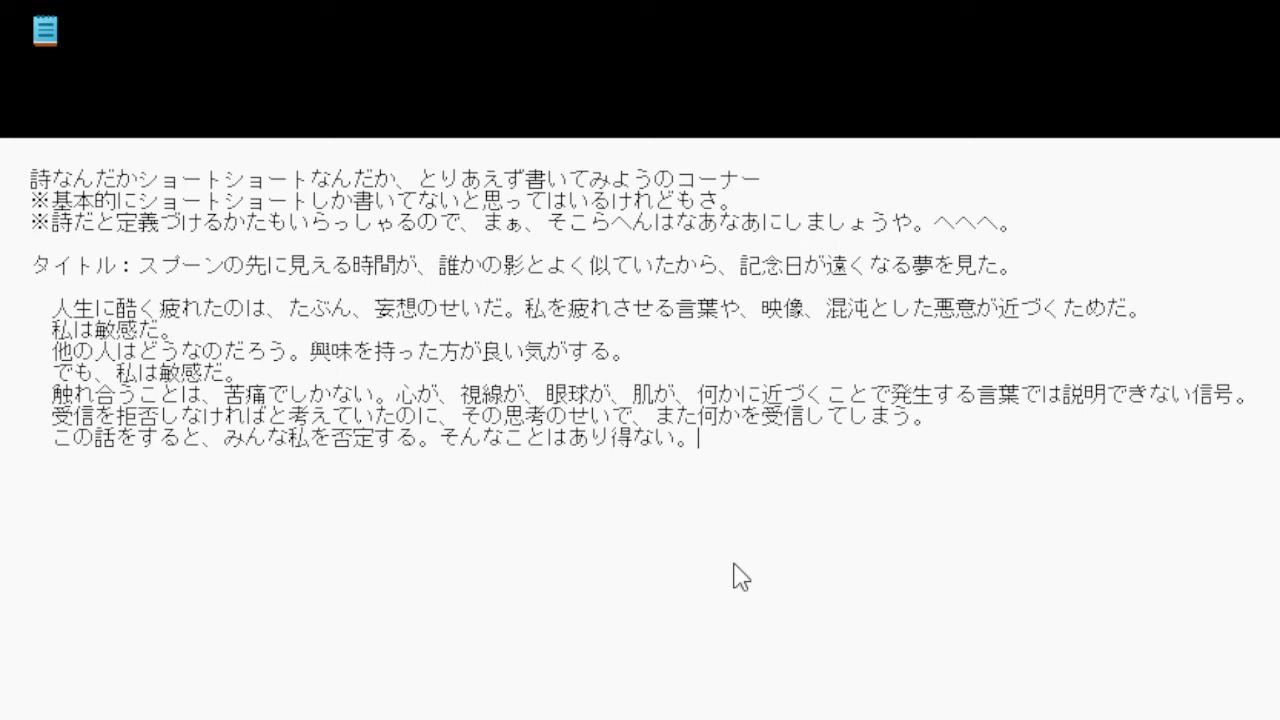 詩なんだかショートショートなんだか、とりあえず書いてみようのコーナー
※基本的にショートショートしか書いてないと思ってはいるけれどもさ。
※詩だと定義づけるかたもいらっしゃるので、まぁ、そこらへんはなあなあにしましょうや。へへへ。
タイトル：スプーンの先に見える時間が、誰かの影とよく似ていたから、記念日が遠くなる夢を見た。
人生に酷く疲れたのは、たぶん、妄想のせいだ。私を疲れさせる言葉や、映像、混沌とした悪意が近づくためだ。
私は敏感だ。
他の人はどうなのだろう。興味を持った方が良い気がする。
でも、私は敏感だ。
触れ合うことは、苦痛でしかない。心が、視線が、眼球が、肌が、何かに近づくことで発生する言葉では説明できない信号。
受信を拒否しなければと考えていたのに、その思考のせいで、また何かを受信してしまう。
この話をすると、みんな私を否定する。そんなことはあり得ない。